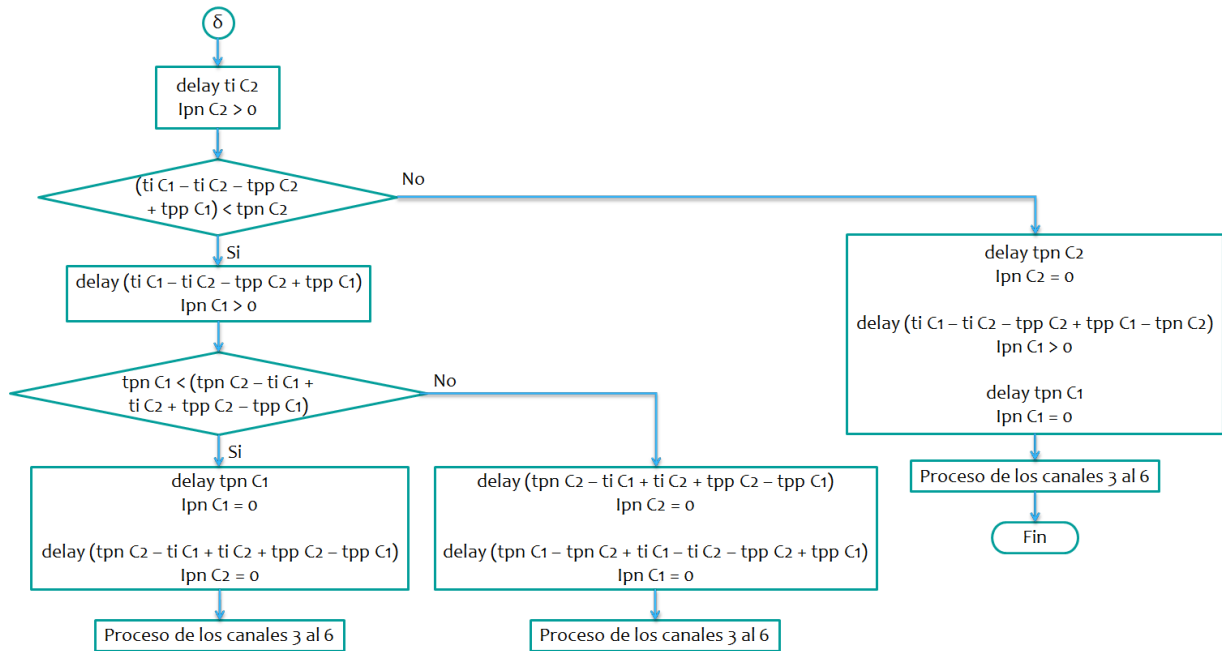 δ
delay ti C2
Ipn C2 > 0
(ti C1 – ti C2 – tpp C2
+ tpp C1) < tpn C2
No
Si
delay (ti C1 – ti C2 – tpp C2 + tpp C1)
Ipn C1 > 0
tpn C1 < (tpn C2 – ti C1 +
ti C2 + tpp C2 – tpp C1)
No
Si
delay tpn C1
Ipn C1 = 0
delay (tpn C2 – ti C1 + ti C2 + tpp C2 – tpp C1)
Ipn C2 = 0
Proceso de los canales 3 al 6
delay (tpn C2 – ti C1 + ti C2 + tpp C2 – tpp C1)
Ipn C2 = 0
delay (tpn C1 – tpn C2 + ti C1 – ti C2 – tpp C2 + tpp C1)
Ipn C1 = 0
Proceso de los canales 3 al 6
delay tpn C2
Ipn C2 = 0
delay (ti C1 – ti C2 – tpp C2 + tpp C1 – tpn C2)
Ipn C1 > 0
delay tpn C1
Ipn C1 = 0
Proceso de los canales 3 al 6
Fin